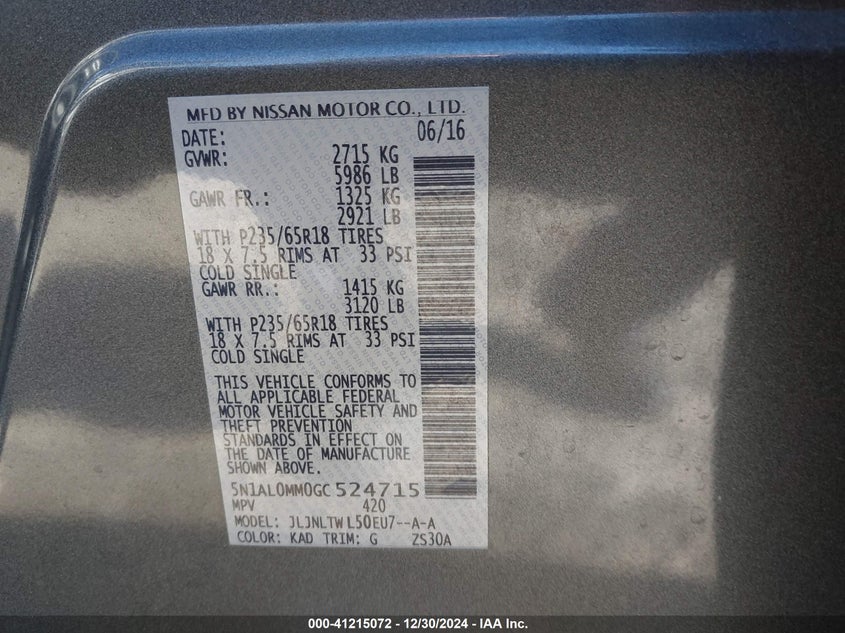 MFD BY NISSAN MOTOR CO., LTD.
DATE: 06/16
GVWR: 2715 KG
5986 LB
GAWR FR.: 1325 KG
2921 LB
WITH P235/65R18 TIRES
18 X 7.5 RIMS AT 33 PSI
COLD SINGLE
GAWR RR.: 1415 KG
3120 LB
WITH P235/65R18 TIRES
18 X 7.5 RIMS AT 33 PSI
COLD SINGLE
THIS VEHICLE CONFORMS TO
ALL APPLICABLE FEDERAL
MOTOR VEHICLE SAFETY AND
THEFT PREVENTION
STANDARDS IN EFFECT ON
THE DATE OF MANUFACTURE
SHOWN ABOVE.
5N1AL0MM0GC524715
MPV 420
MODEL: JLJNLTW L50EU7--A-A
COLOR: KAD TRIM: G ZS30A
000-41215072 - 12/30/2024 - IAA Inc.